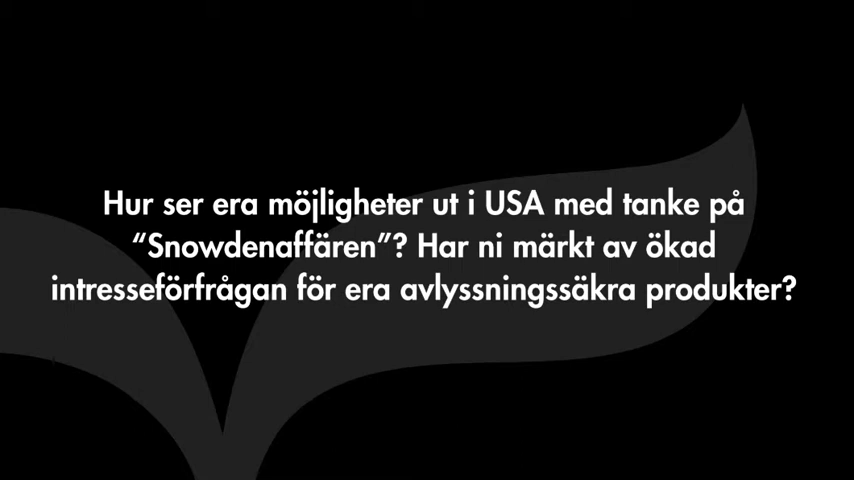 Hur ser era möjligheter ut i USA med tanke på
“Snowdenaffären”? Har ni märkt av ökad
intresseförfrågan för era avlyssningssäkra produkter?